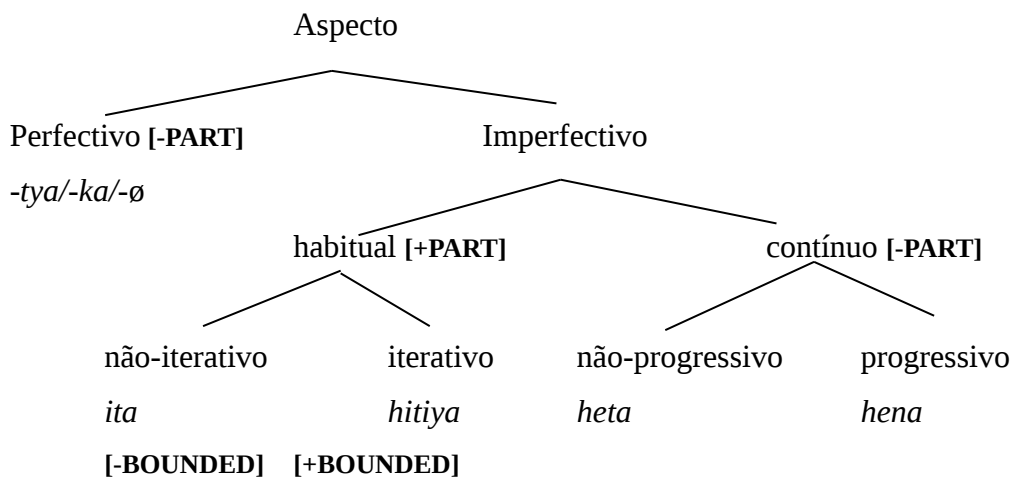 Aspecto
Perfectivo [-PART] Imperfectivo
-tya/-ka/-ø
habitual [+PART] contínuo [-PART]
não-iterativo iterativo não-progressivo progressivo
ita hitiya heta hena
[-BOUNDED] [+BOUNDED]